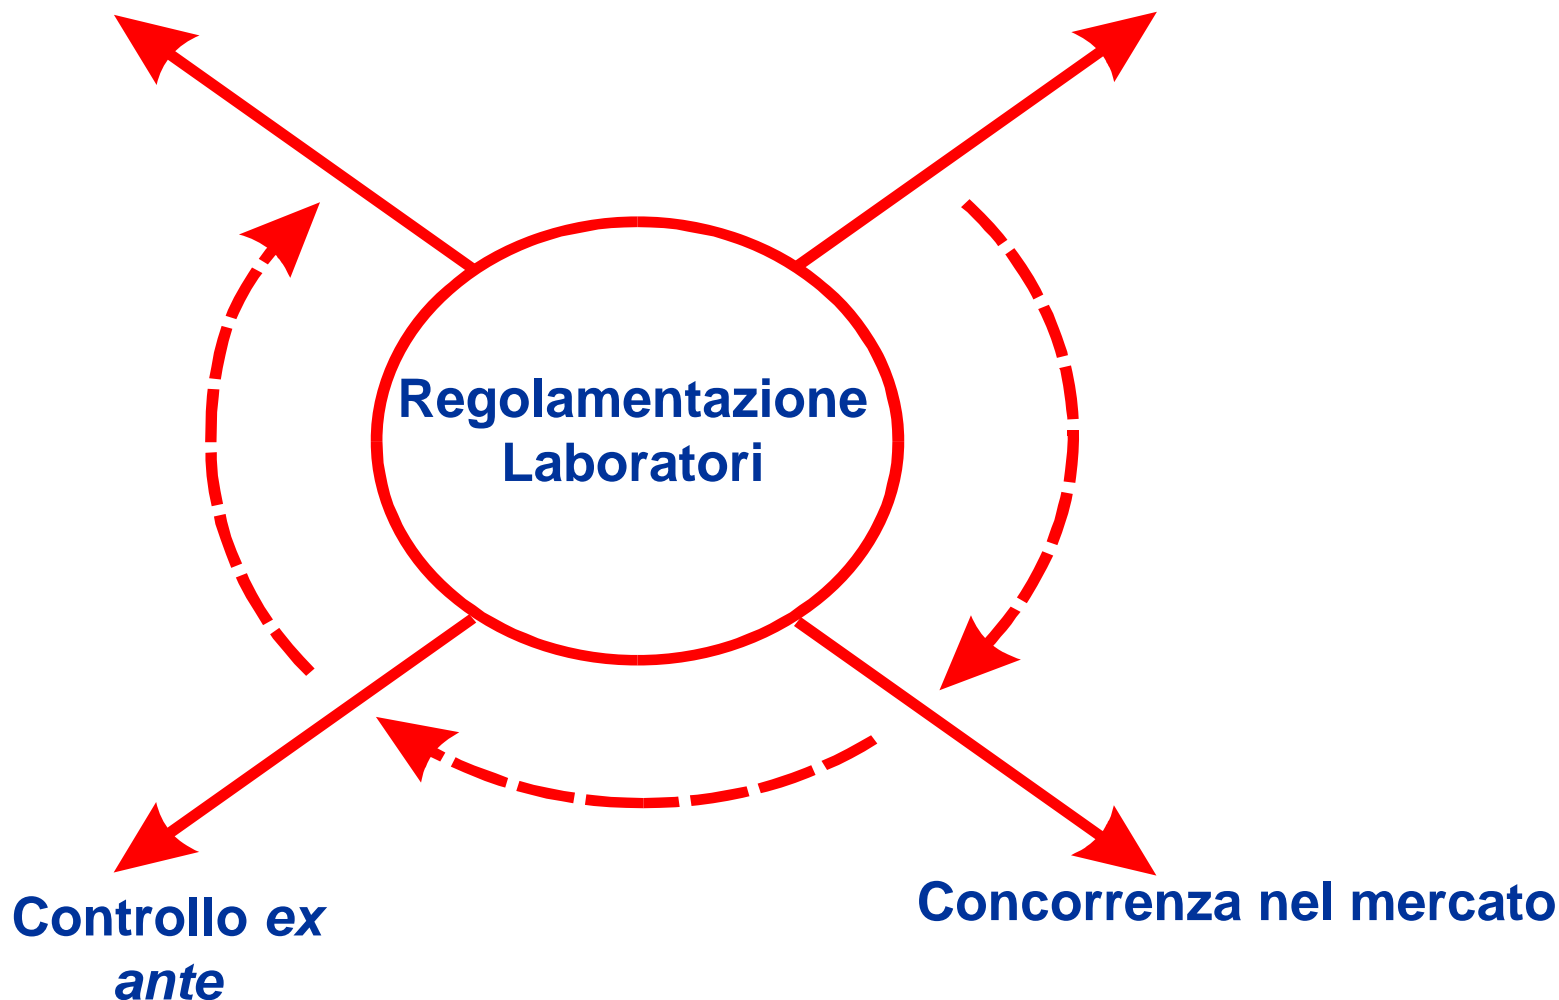 Regolamentazione
Laboratori
Concorrenza nel mercato
Controllo ex
ante